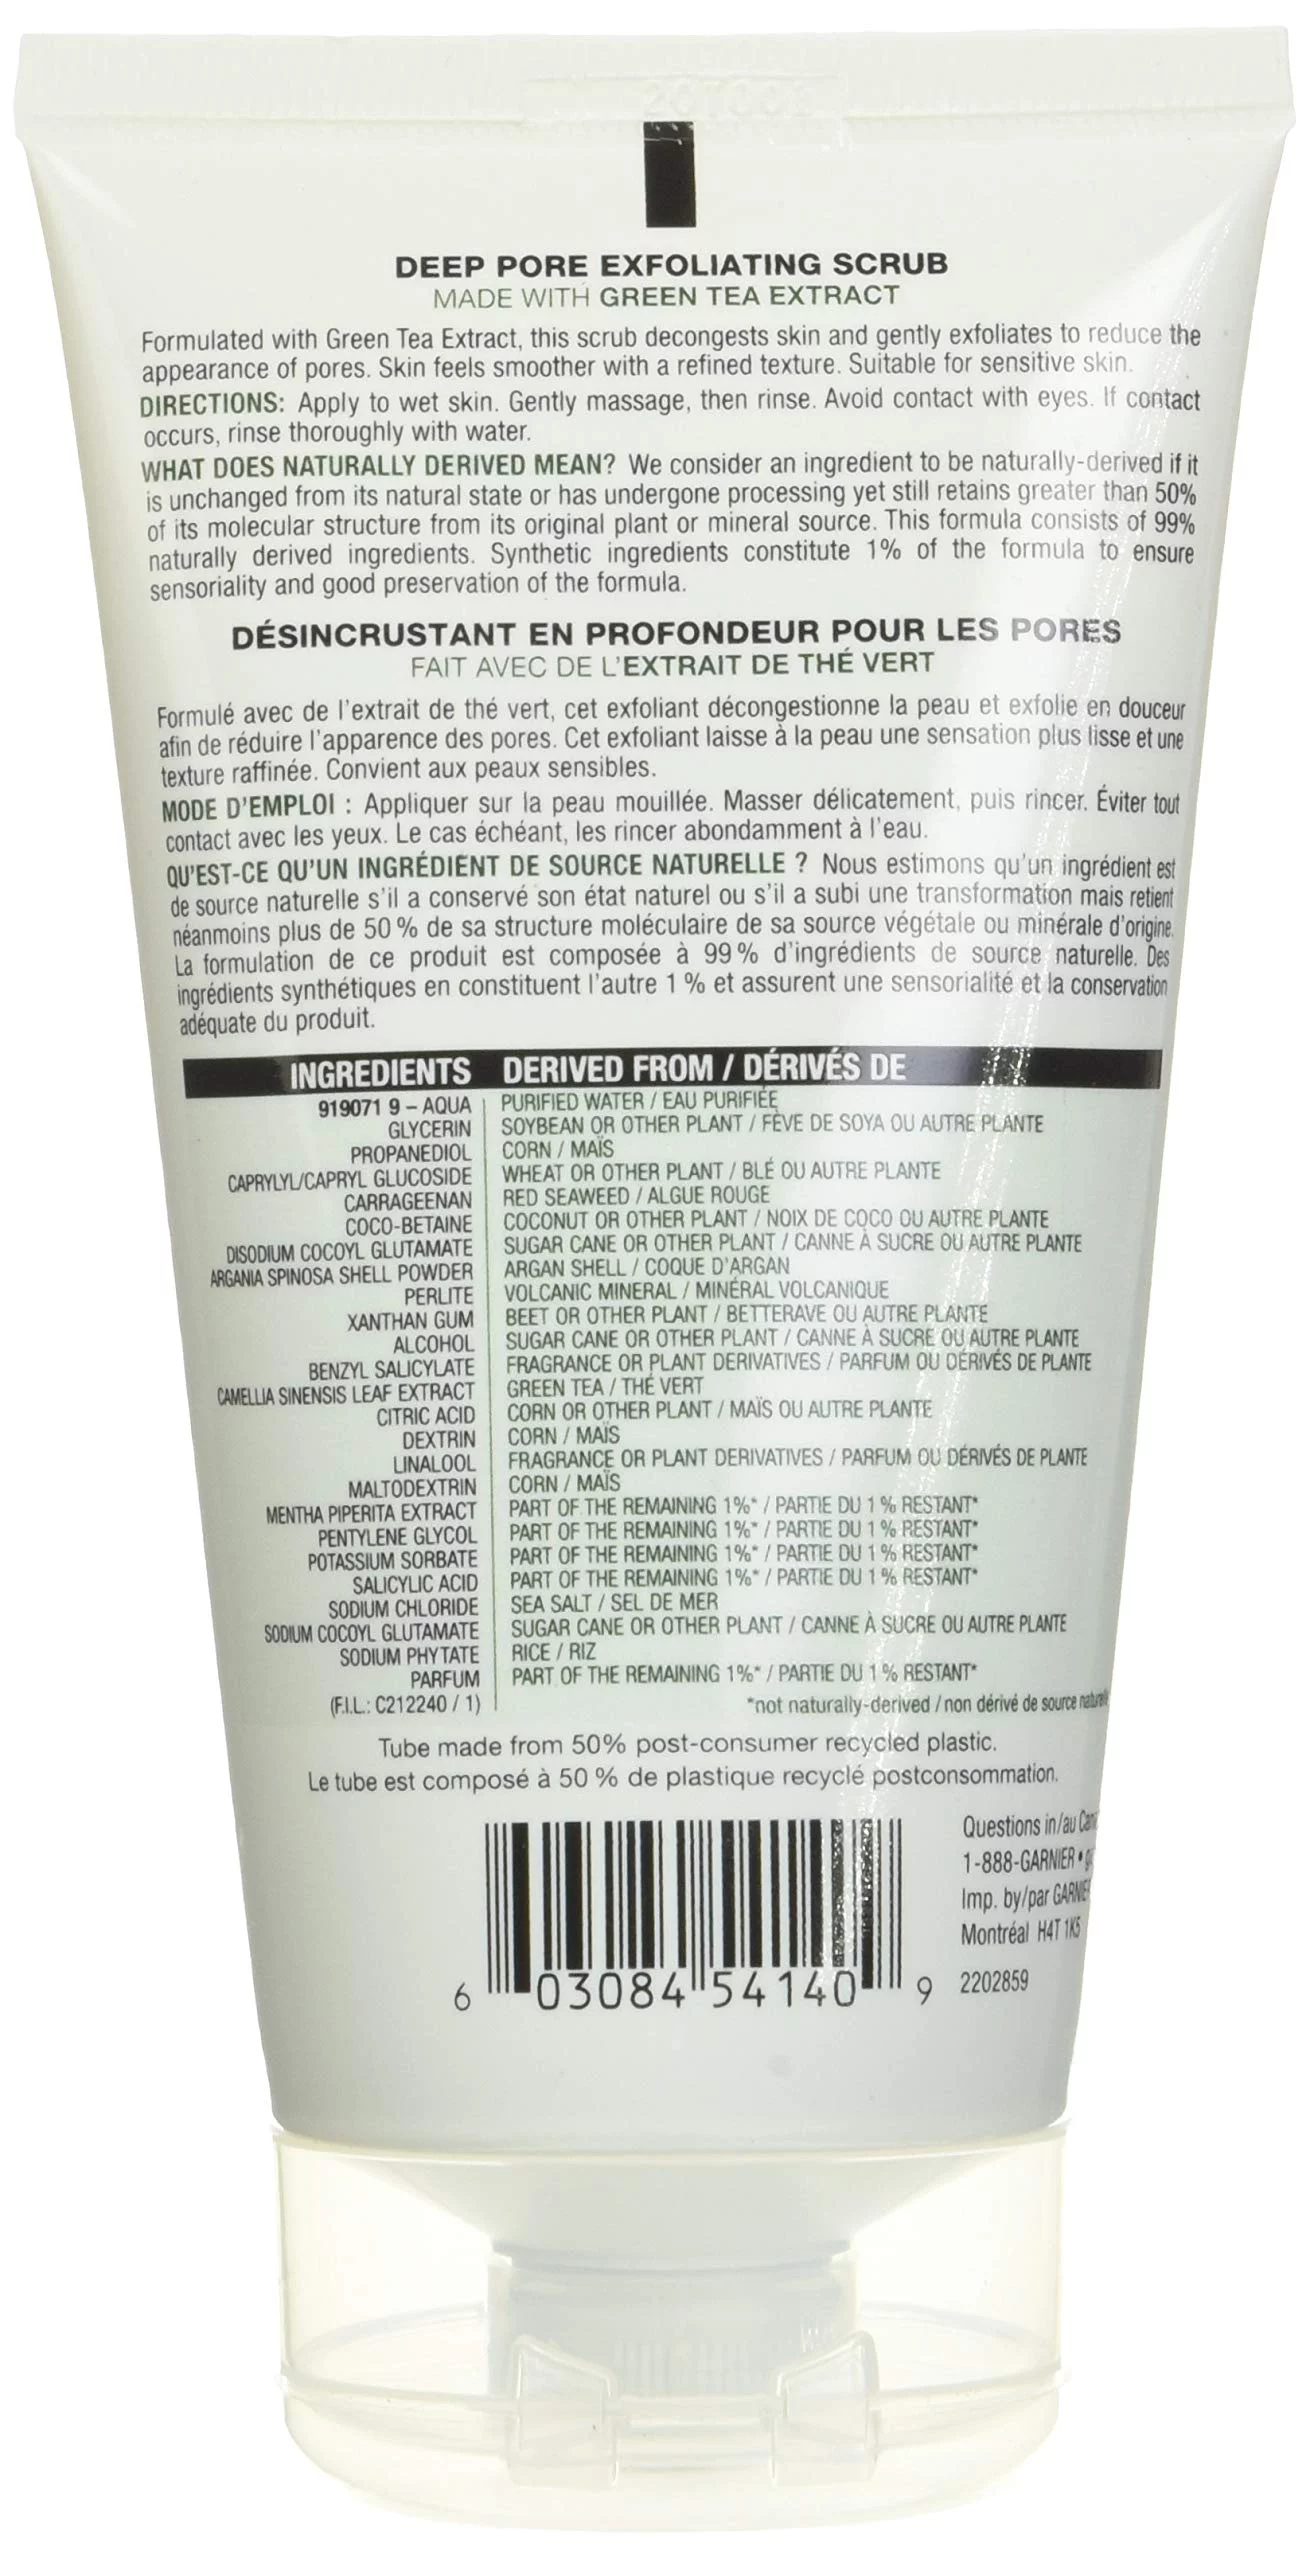 DEEP PORE EXFOLIATING SCRUB
MADE WITH GREEN TEA EXTRACT
Formulated with Green Tea Extract, this scrub decongests skin and gently exfoliates to reduce the
appearance of pores. Skin feels smoother with a refined texture. Suitable for sensitive skin.
DIRECTIONS: Apply to wet skin. Gently massage, then rinse. Avoid contact with eyes. If contact
occurs, rinse thoroughly with water.
WHAT DOES NATURALLY DERIVED MEAN? We consider an ingredient to be naturally-derived if it
is unchanged from its natural state or has undergone processing yet still retains greater than 50%
of its molecular structure from its original plant or mineral source. This formula consists of 99%
naturally derived ingredients. Synthetic ingredients constitute 1% of the formula to ensure
sensoriality and good preservation of the formula.
DÉSINCRUSTANT EN PROFONDEUR POUR LES PORES
FAIT AVEC DE L'EXTRAIT DE THÉ VERT
Formulé avec de l'extrait de thé vert, cet exfoliant décongestionne la peau et exfolie en douceur
afin de réduire l'apparence des pores. Cet exfoliant laisse à la peau une sensation plus lisse et une
texture raffinée. Convient aux peaux sensibles.
MODE D'EMPLOI : Appliquer sur la peau mouillée. Masser délicatement, puis rincer. Éviter tout
contact avec les yeux. Le cas échéant, les rincer abondamment à l'eau.
QU'EST-CE QU'UN INGRÉDIENT DE SOURCE NATURELLE ? Nous estimons qu'un ingrédient est
de source naturelle s'il a conservé son état naturel ou s'il a subi une transformation mais retient
néanmoins plus de 50 % de sa structure moléculaire de sa source végétale ou minérale d'origine.
La formulation de ce produit est composée à 99 % d'ingrédients de source naturelle. Des
ingrédients synthétiques en constituent l'autre 1 % et assurent une sensorialité et la conservation
adéquate du produit.
INGREDIENTS DERIVED FROM / DÉRIVÉS DE
919071 9 – AQUA PURIFIED WATER / EAU PURIFIÉE
GLYCERIN SOYBEAN OR OTHER PLANT / FÈVE DE SOYA OU AUTRE PLANTE
PROPANEDIOL CORN / MAÏS
CAPRYLYL/CAPRYL GLUCOSIDE WHEAT OR OTHER PLANT / BLÉ OU AUTRE PLANTE
CARRAGEENAN RED SEAWEED / ALGUE ROUGE
COCO-BETAINE COCONUT OR OTHER PLANT / NOIX DE COCO OU AUTRE PLANTE
DISODIUM COCOYL GLUTAMATE SUGAR CANE OR OTHER PLANT / CANNE À SUCRE OU AUTRE PLANTE
ARGANIA SPINOSA SHELL POWDER ARGAN SHELL / COQUE D'ARGAN
PERLITE VOLCANIC MINERAL / MINÉRAL VOLCANIQUE
XANTHAN GUM BEET OR OTHER PLANT / BETTERAVE OU AUTRE PLANTE
ALCOHOL SUGAR CANE OR OTHER PLANT / CANNE À SUCRE OU AUTRE PLANTE
BENZYL SALICYLATE FRAGRANCE OR PLANT DERIVATIVES / PARFUM OU DÉRIVÉS DE PLANTE
CAMELLIA SINENSIS LEAF EXTRACT GREEN TEA / THÉ VERT
CITRIC ACID CORN OR OTHER PLANT / MAÏS OU AUTRE PLANTE
DEXTRIN CORN / MAÏS
LINALOOL FRAGRANCE OR PLANT DERIVATIVES / PARFUM OU DÉRIVÉS DE PLANTE
MALTODEXTRIN CORN / MAÏS
MENTHA PIPERITA EXTRACT PART OF THE REMAINING 1%* / PARTIE DU 1 % RESTANT*
PENTYLENE GLYCOL PART OF THE REMAINING 1%* / PARTIE DU 1 % RESTANT*
POTASSIUM SORBATE PART OF THE REMAINING 1%* / PARTIE DU 1 % RESTANT*
SALICYLIC ACID PART OF THE REMAINING 1%* / PARTIE DU 1 % RESTANT*
SODIUM CHLORIDE SEA SALT / SEL DE MER
SODIUM COCOYL GLUTAMATE SUGAR CANE OR OTHER PLANT / CANNE À SUCRE OU AUTRE PLANTE
SODIUM PHYTATE RICE / RIZ
PARFUM PART OF THE REMAINING 1%* / PARTIE DU 1 % RESTANT*
(F.I.L.: C212240 / 1) *not naturally-derived / non dérivé de source
Tube made from 50% post-consumer recycled plastic.
Le tube est composé à 50 % de plastique recyclé postconsommation.
Questions in/au
1-888-GARNIER •
Imp. by/par
Montréal H4T 1K5
2202859
6 03084 54140 9